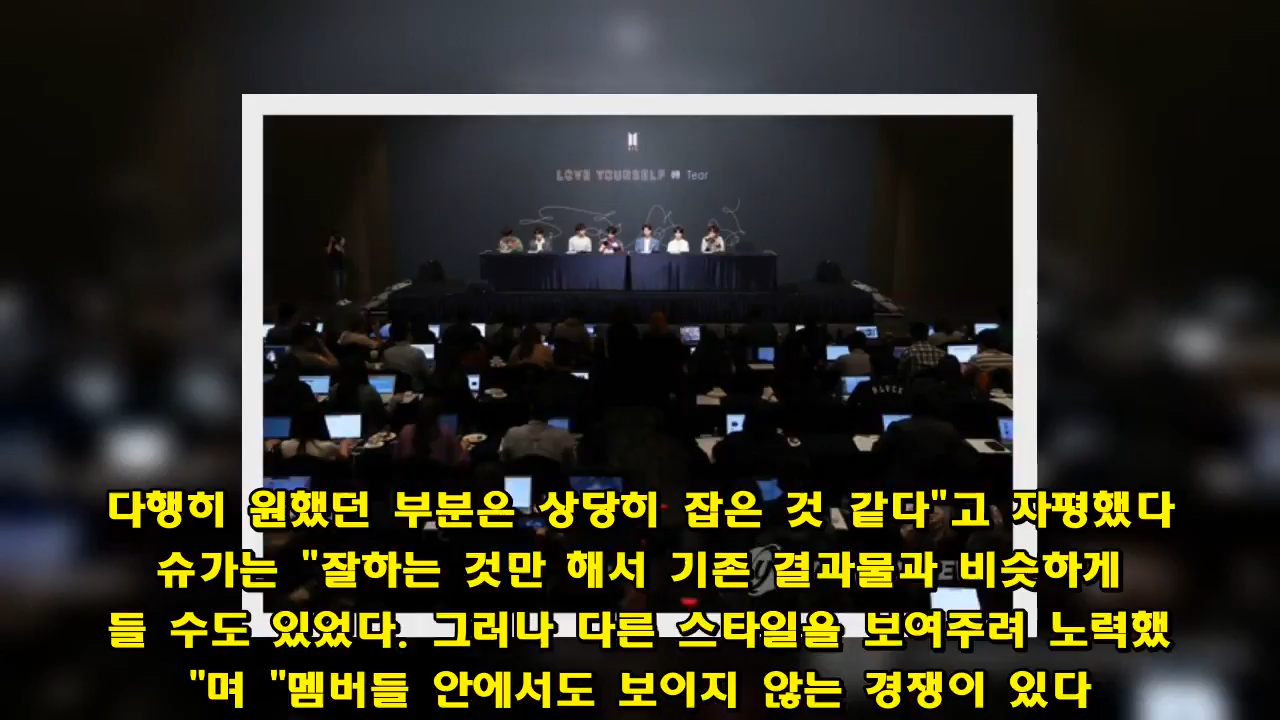 LOVE YOURSELF 轉 Tear
다행히 원했던 부분은 상당히 잡은 것 같다"고 자평했다
슈가는 "잘하는 것만 해서 기존 결과물과 비슷하게
들 수도 있었다. 그러나 다른 스타일을 보여주려 노력했
"며 "멤버들 안에서도 보이지 않는 경쟁이 있다